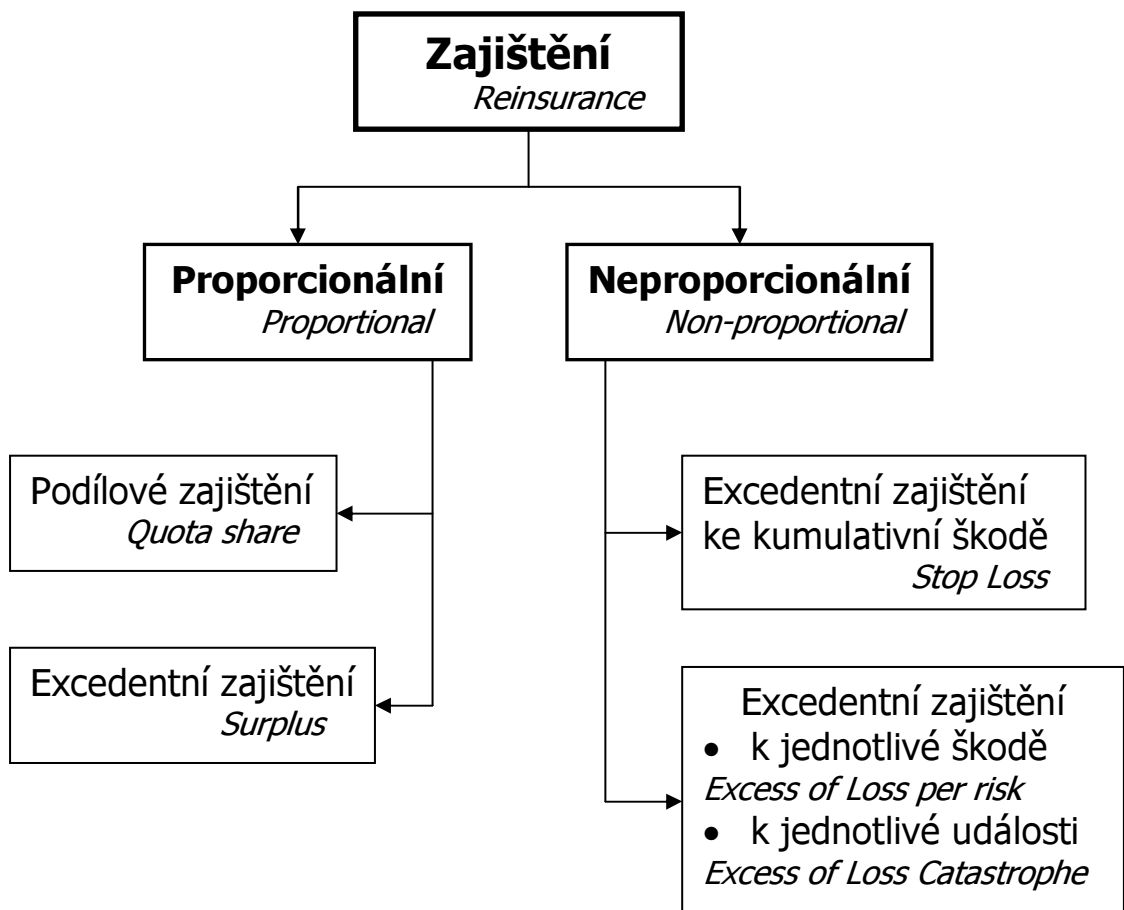 Zajištění
Reinsurance
Proporcionální
Proportional
Neproporcionální
Non-proportional
Podílové zajištění
Quota share
Excedentní zajištění
Surplus
Excedentní zajištění
ke kumulativní škodě
Stop Loss
Excedentní zajištění
• k jednotlivé škodě
Excess of Loss per risk
• k jednotlivé události
Excess of Loss Catastrophe